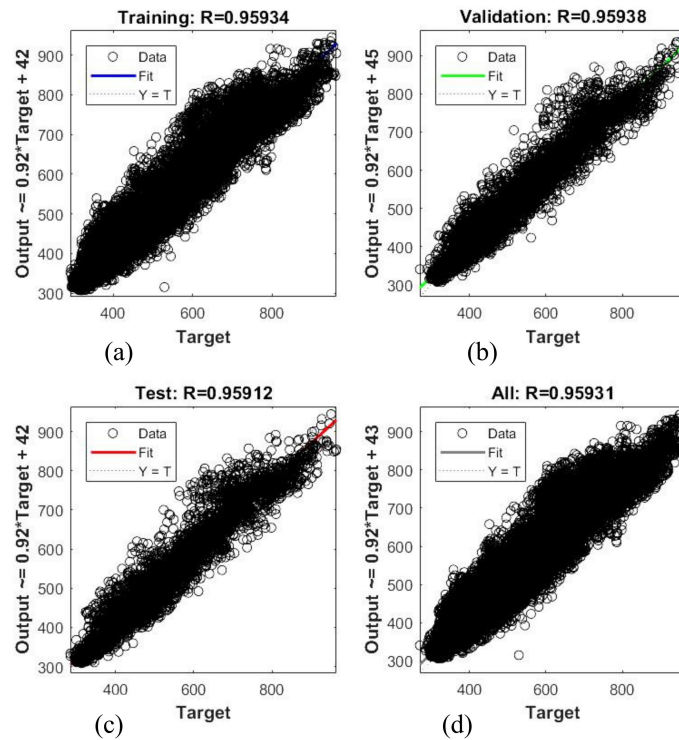 Training: R=0.95934
Output ~= 0.92*Target + 42
900
800
700
600
500
400
300
Data
Fit
Y = T
400 600 800
Target
(a)
Validation: R=0.95938
Output ~= 0.92*Target + 45
900
800
700
600
500
400
300
Data
Fit
Y = T
400 600 800
Target
(b)
Test: R=0.95912
Output ~= 0.92*Target + 42
900
800
700
600
500
400
300
Data
Fit
Y = T
400 600 800
Target
(c)
All: R=0.95931
Output ~= 0.92*Target + 43
900
800
700
600
500
400
300
Data
Fit
Y = T
400 600 800
Target
(d)